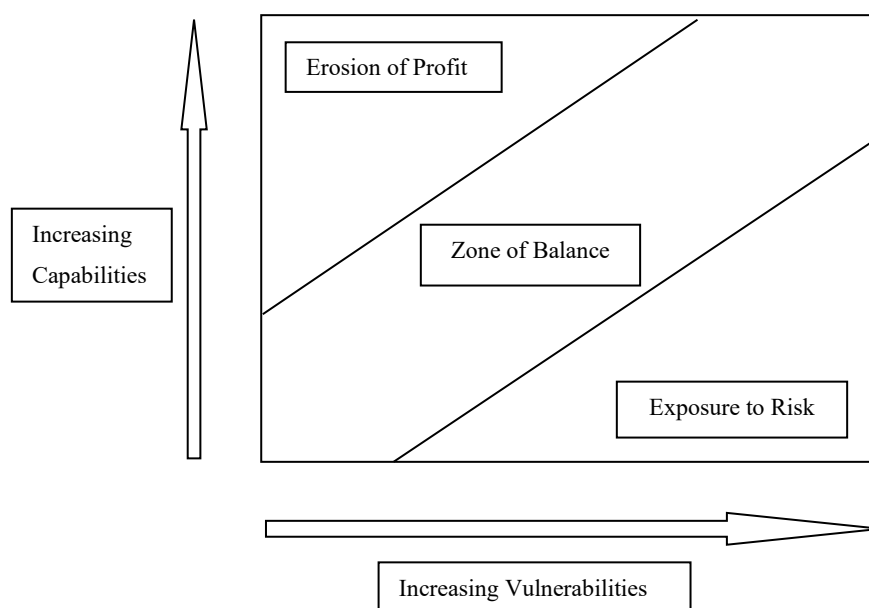 Erosion of Profit
Increasing
Capabilities
Zone of Balance
Exposure to Risk
Increasing Vulnerabilities